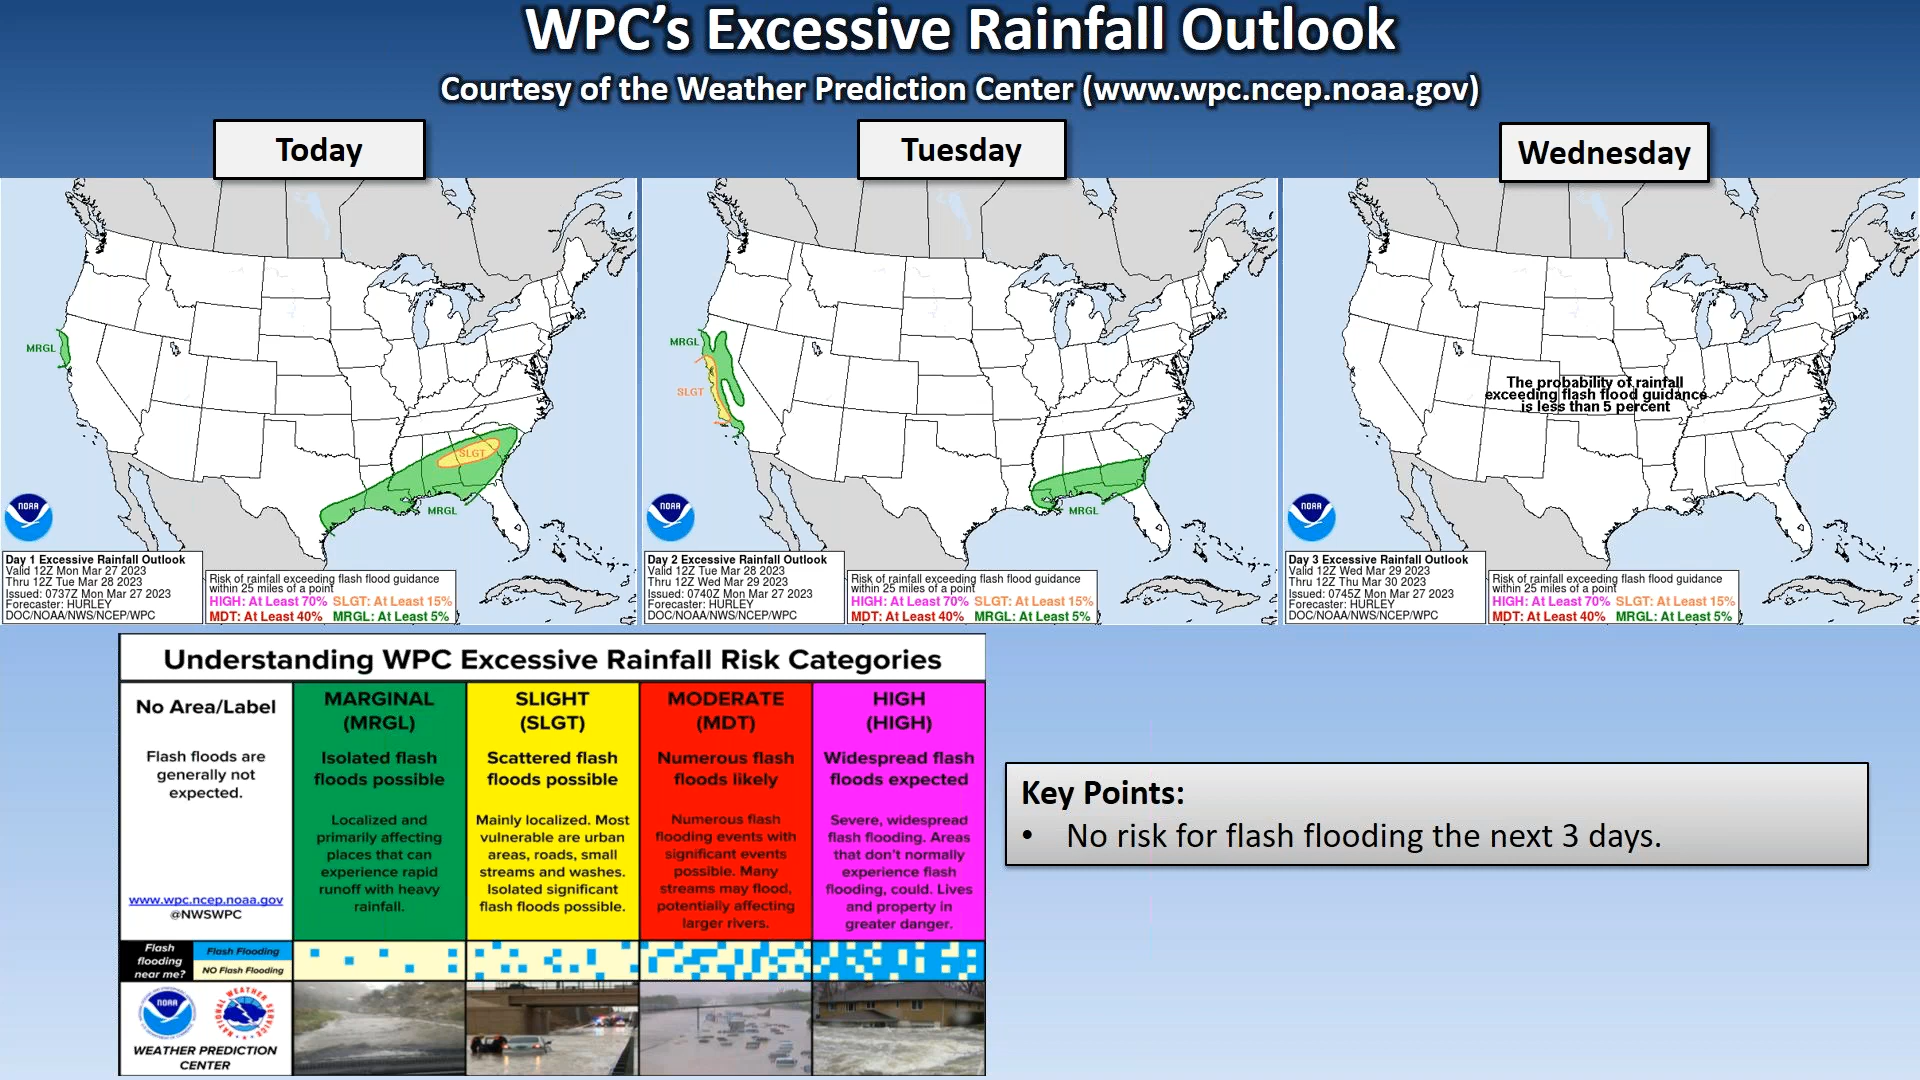 WPC's Excessive Rainfall Outlook
Courtesy of the Weather Prediction Center (www.wpc.ncep.noaa.gov)
Today
Tuesday
Wednesday
MRGL
SLGT
MRGL
NOAA
Day 1 Excessive Rainfall Outlook
Valid 12Z Mon Mar 27 2023
Thru 12Z Tue Mar 28 2023
Issued: 0737Z Mon Mar 27 2023
Forecaster: HURLEY
DOC/NOAA/NWS/NCEP/WPC
Risk of rainfall exceeding flash flood guidance
within 25 miles of a point
HIGH: At Least 70% SLGT: At Least 15%
MDT: At Least 40% MRGL: At Least 5%
MRGL
SLGT
MRGL
NOAA
Day 2 Excessive Rainfall Outlook
Valid 12Z Tue Mar 28 2023
Thru 12Z Wed Mar 29 2023
Issued: 0740Z Mon Mar 27 2023
Forecaster: HURLEY
DOC/NOAA/NWS/NCEP/WPC
Risk of rainfall exceeding flash flood guidance
within 25 miles of a point
HIGH: At Least 70% SLGT: At Least 15%
MDT: At Least 40% MRGL: At Least 5%
The probability of rainfall
exceeding flash flood guidance
is less than 5 percent
NOAA
Day 3 Excessive Rainfall Outlook
Valid 12Z Wed Mar 29 2023
Thru 12Z Thu Mar 30 2023
Issued: 0745Z Mon Mar 27 2023
Forecaster: HURLEY
DOC/NOAA/NWS/NCEP/WPC
Risk of rainfall exceeding flash flood guidance
within 25 miles of a point
HIGH: At Least 70% SLGT: At Least 15%
MDT: At Least 40% MRGL: At Least 5%
Understanding WPC Excessive Rainfall Risk Categories
No Area/Label
Flash floods are
generally not
expected.
www.wpc.ncep.noaa.gov
@NWSWPC
MARGINAL
(MRGL)
Isolated flash
floods possible
Localized and
primarily affecting
places that can
experience rapid
runoff with heavy
rainfall.
SLIGHT
(SLGT)
Scattered flash
floods possible
Mainly localized. Most
vulnerable are urban
areas, roads, small
streams and washes.
Isolated significant
flash floods possible.
MODERATE
(MDT)
Numerous flash
floods likely
Numerous flash
flooding events with
significant events
possible. Many
streams may flood,
potentially affecting
larger rivers.
HIGH
(HIGH)
Widespread flash
floods expected
Severe, widespread
flash flooding. Areas
that don't normally
experience flash
flooding, could. Lives
and property in
greater danger.
Flash
flooding
near me?
Flash Flooding
NO Flash Flooding
NOAA
NATIONAL WEATHER SERVICE
WEATHER PREDICTION
CENTER
Key Points:
• No risk for flash flooding the next 3 days.